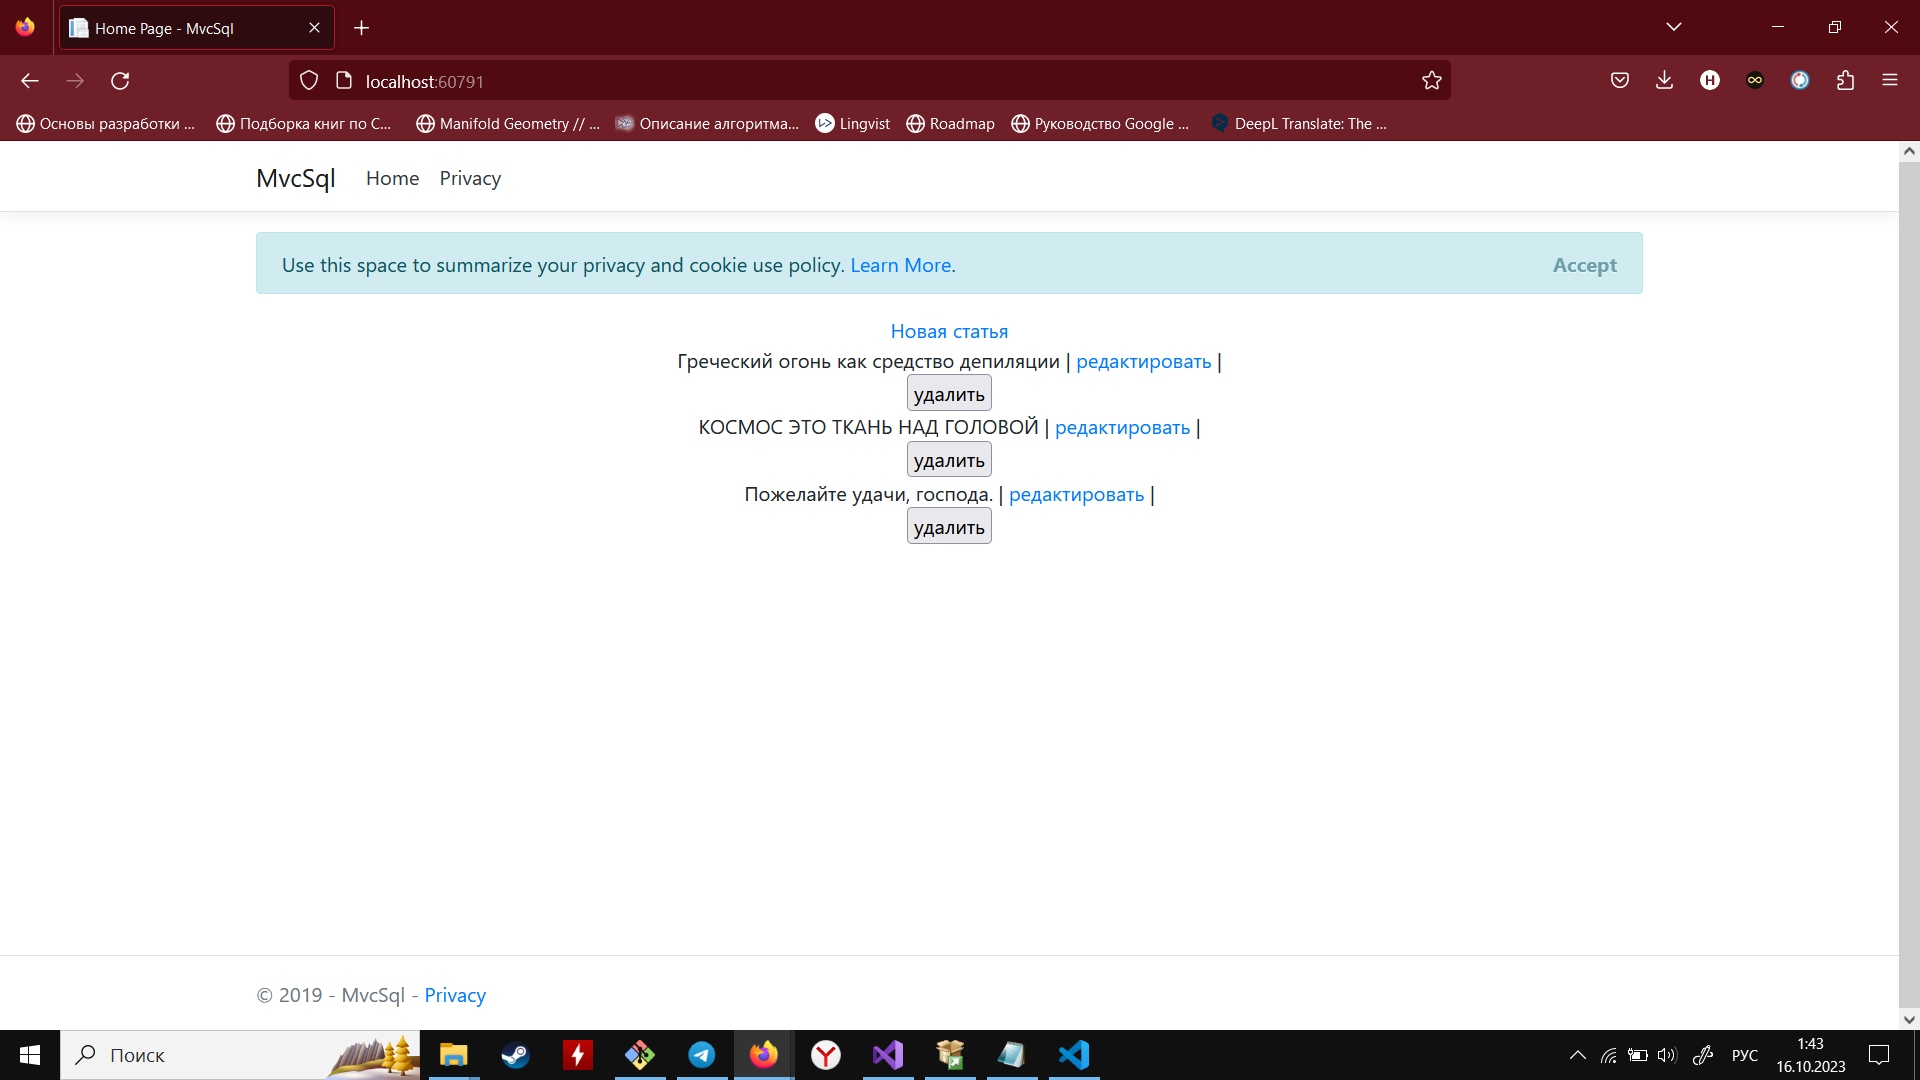 Home Page - MvcSql
localhost:60791
Основы разработки ...
Подборка книг по С...
Manifold Geometry // ...
Описание алгоритма...
Lingvist
Roadmap
Руководство Google ...
DeepL Translate: The ...
MvcSql
Home
Privacy
Use this space to summarize your privacy and cookie use policy. Learn More.
Accept
Новая статья
Греческий огонь как средство депиляции | редактировать |
удалить
КОСМОС ЭТО ТКАНЬ НАД ГОЛОВОЙ | редактировать |
удалить
Пожелайте удачи, господа. | редактировать |
удалить
© 2019 - MvcSql - Privacy
Поиск
РУС
1:43
16.10.2023